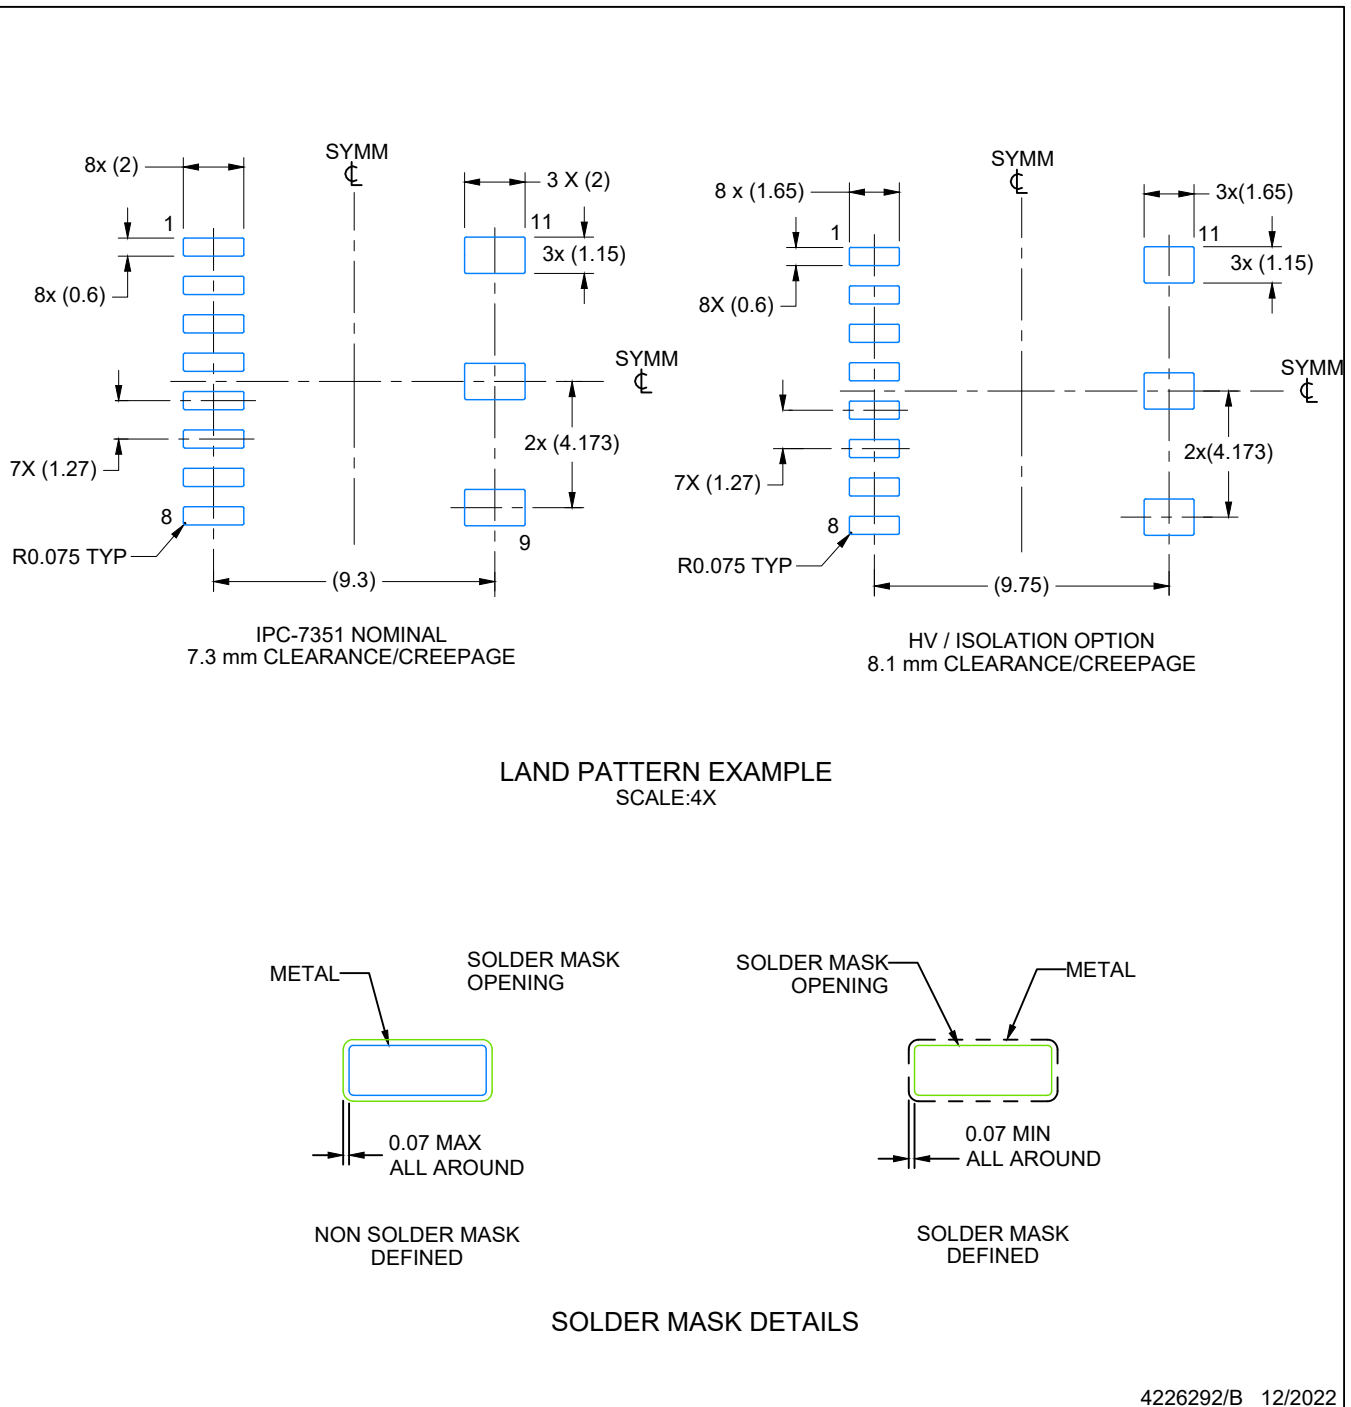 8x (2)
SYMM
3 X (2)
1
11
3x (1.15)
8x (0.6)
SYMM
2x (4.173)
7X (1.27)
8
9
R0.075 TYP
(9.3)
IPC-7351 NOMINAL
7.3 mm CLEARANCE/CREEPAGE
SYMM
8 x (1.65)
3x(1.65)
1
11
3x (1.15)
8X (0.6)
SYMM
2x(4.173)
7X (1.27)
8
R0.075 TYP
(9.75)
HV / ISOLATION OPTION
8.1 mm CLEARANCE/CREEPAGE
LAND PATTERN EXAMPLE
SCALE:4X
METAL
SOLDER MASK
OPENING
0.07 MAX
ALL AROUND
NON SOLDER MASK
DEFINED
SOLDER MASK
OPENING
METAL
0.07 MIN
ALL AROUND
SOLDER MASK
DEFINED
SOLDER MASK DETAILS
4226292/B 12/2022